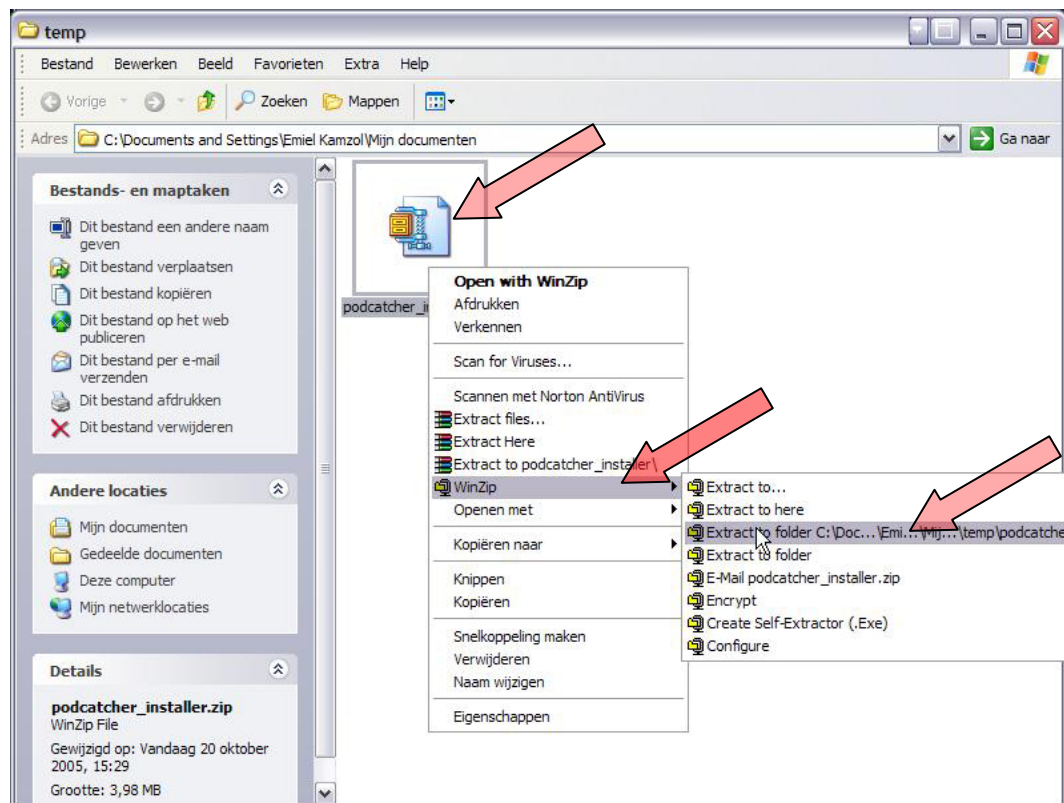 temp
Bestand Bewerken Beeld Favorieten Extra Help
Vorige Zoeken Mappen
Adres C:\Documents and Settings\Emiel Kamzol\Mijn documenten Ga naar
Bestands- en maptaken
Dit bestand een andere naam
geven
Dit bestand verplaatsen
Dit bestand kopiëren
Dit bestand op het web
publiceren
Dit bestand per e-mail
verzenden
Dit bestand afdrukken
Dit bestand verwijderen
Andere locaties
Mijn documenten
Gedeelde documenten
Deze computer
Mijn netwerklocaties
Details
podcatcher_installer.zip
WinZip File
Gewijzigd op: Vandaag 20 oktober
2005, 15:29
Grootte: 3,98 MB
Open with WinZip
Afdrukken
Verkennen
Scan for Viruses...
Scannen met Norton AntiVirus
Extract files...
Extract Here
Extract to podcatcher_installer\
WinZip
Openen met
Kopiëren naar
Knippen
Kopiëren
Snelkoppeling maken
Verwijderen
Naam wijzigen
Eigenschappen
Extract to...
Extract to here
Extract to folder C:\Doc...\Emi...\Mij...\temp\podcatche
Extract to folder
E-Mail podcatcher_installer.zip
Encrypt
Create Self-Extractor (.Exe)
Configure